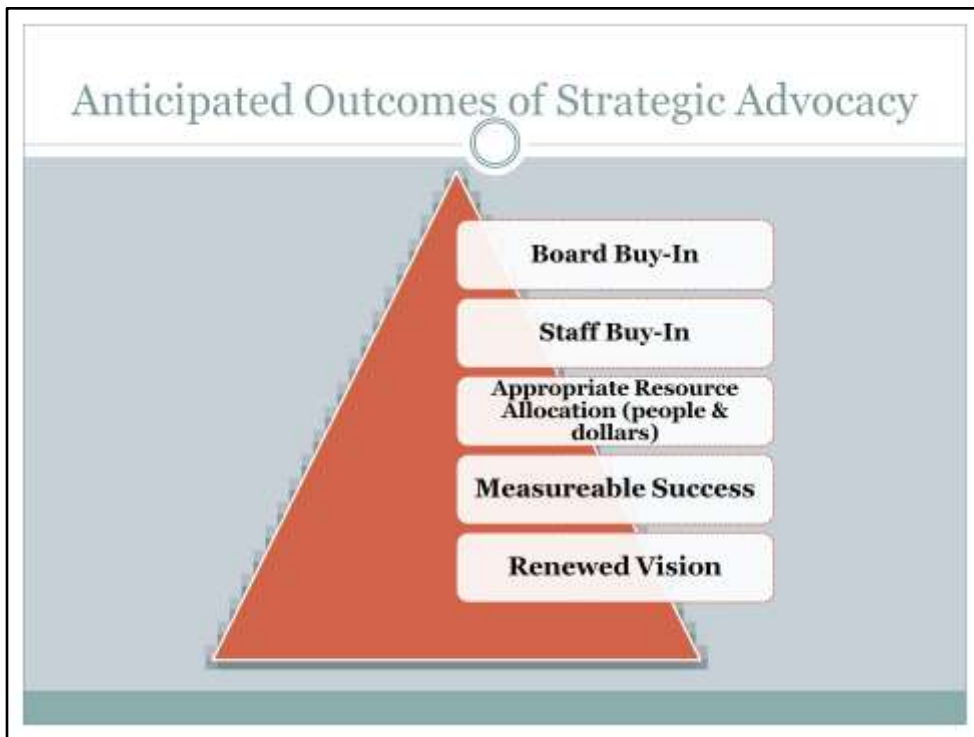 Anticipated Outcomes of Strategic Advocacy
Board Buy-In
Staff Buy-In
Appropriate Resource
Allocation (people &
dollars)
Measureable Success
Renewed Vision